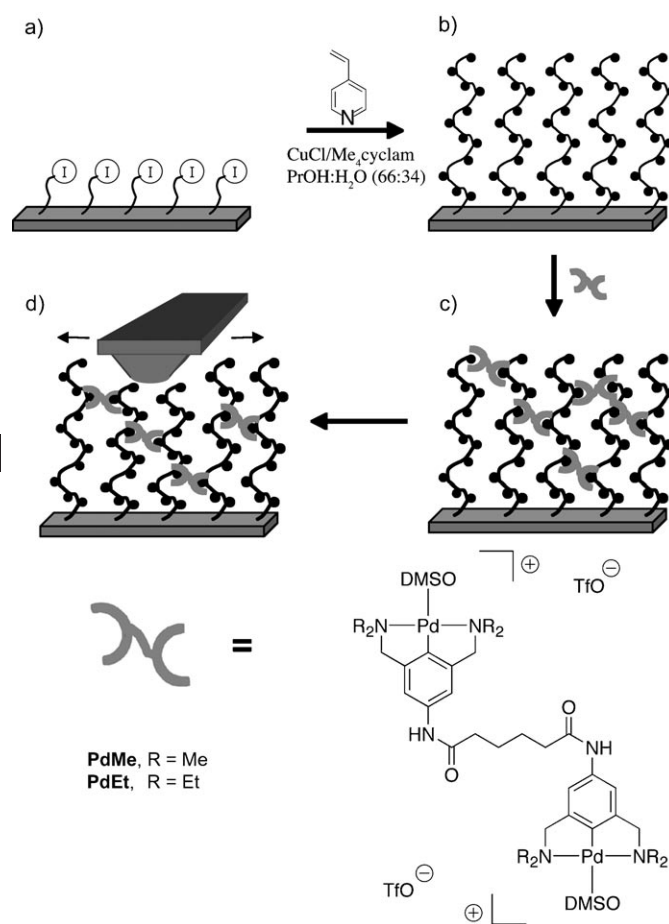 a)
I I I I I
N
CuCl/Me₄cyclam
PrOH:H₂O (66:34)
b)
c)
d)
=
PdMe, R = Me
PdEt, R = Et
DMSO
⊕
TfO⊖
R₂N Pd NR₂
HN
O
O
NH
R₂N Pd NR₂
TfO⊖
DMSO
⊕